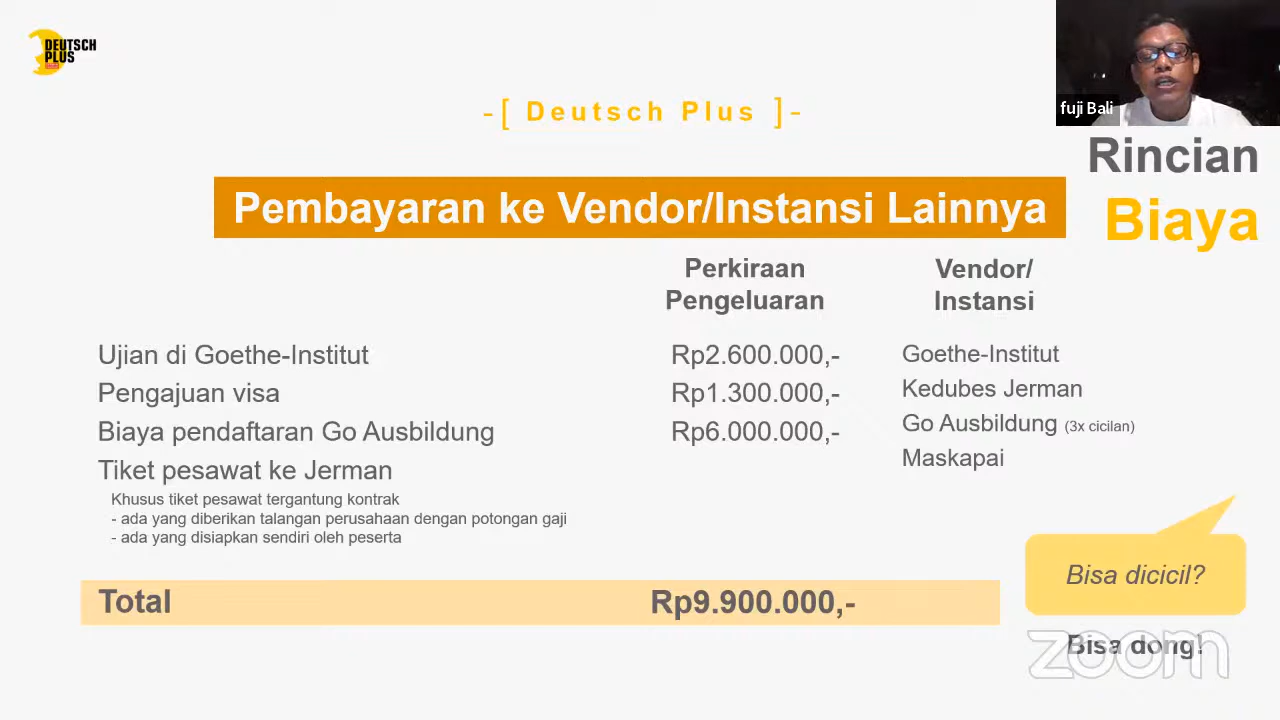 DEUTSCH
PLUS
-[ Deutsch Plus ]-
fuji Bali
Rincian
Biaya
Pembayaran ke Vendor/Instansi Lainnya
Perkiraan
Pengeluaran
Vendor/
Instansi
Ujian di Goethe-Institut Rp2.600.000,- Goethe-Institut
Pengajuan visa Rp1.300.000,- Kedubes Jerman
Biaya pendaftaran Go Ausbildung Rp6.000.000,- Go Ausbildung (3x cicilan)
Tiket pesawat ke Jerman Maskapai
Khusus tiket pesawat tergantung kontrak
- ada yang diberikan talangan perusahaan dengan potongan gaji
- ada yang disiapkan sendiri oleh peserta
Total Rp9.900.000,-
Bisa dicicil?
Bisa dong!
zoom